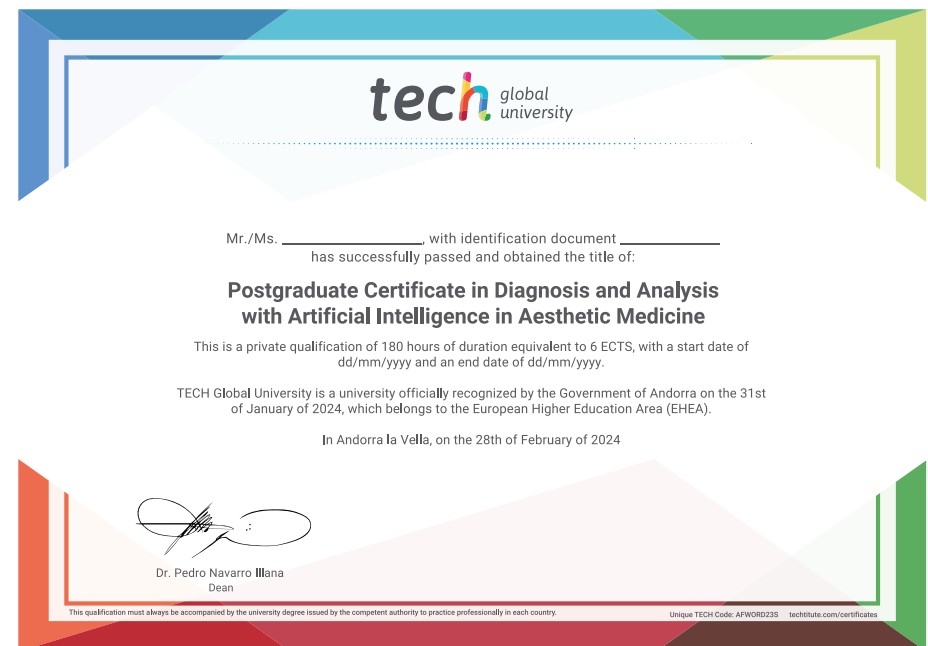 tech global
university
Mr./Ms. ____________________, with identification document ______________
has successfully passed and obtained the title of:
Postgraduate Certificate in Diagnosis and Analysis
with Artificial Intelligence in Aesthetic Medicine
This is a private qualification of 180 hours of duration equivalent to 6 ECTS, with a start date of
dd/mm/yyyy and an end date of dd/mm/yyyy.
TECH Global University is a university officially recognized by the Government of Andorra on the 31st
of January of 2024, which belongs to the European Higher Education Area (EHEA).
In Andorra la Vella, on the 28th of February of 2024
Dr. Pedro Navarro Illana
Dean
This qualification must always be accompanied by the university degree issued by the competent authority to practice professionally in each country.
Unique TECH Code: AFWORD23S techtitute.com/certificates